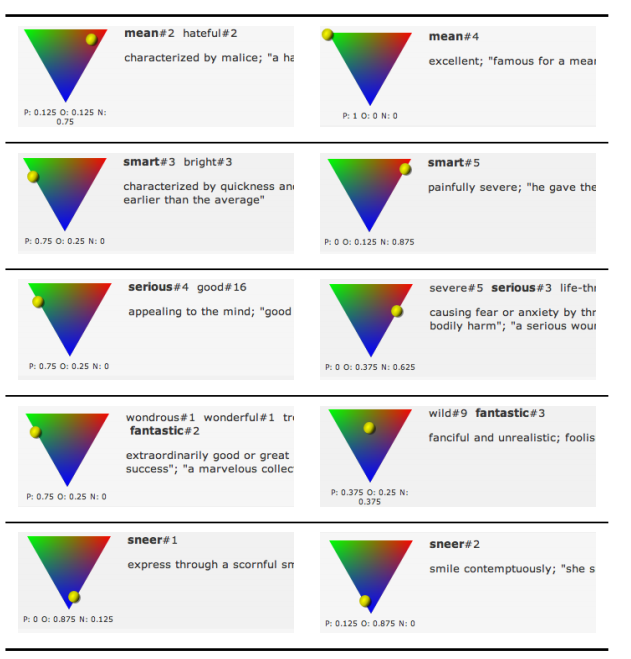 mean#2 hateful#2
characterized by malice; "a ha
P: 0.125 O: 0.125 N:
0.75
mean#4
excellent; "famous for a mean
P: 1 O: 0 N: 0
smart#3 bright#3
characterized by quickness and
earlier than the average"
P: 0.75 O: 0.25 N: 0
smart#5
painfully severe; "he gave the
P: 0 O: 0.125 N: 0.875
serious#4 good#16
appealing to the mind; "good
P: 0.75 O: 0.25 N: 0
severe#5 serious#3 life-thr
causing fear or anxiety by thr
bodily harm"; "a serious wour
P: 0 O: 0.375 N: 0.625
wondrous#1 wonderful#1 tr
fantastic#2
extraordinarily good or great
success"; "a marvelous collec
P: 0.75 O: 0.25 N: 0
wild#9 fantastic#3
fanciful and unrealistic; foolis
P: 0.375 O: 0.25 N:
0.375
sneer#1
express through a scornful sm
P: 0 O: 0.875 N: 0.125
sneer#2
smile contemptuously; "she s
P: 0.125 O: 0.875 N: 0